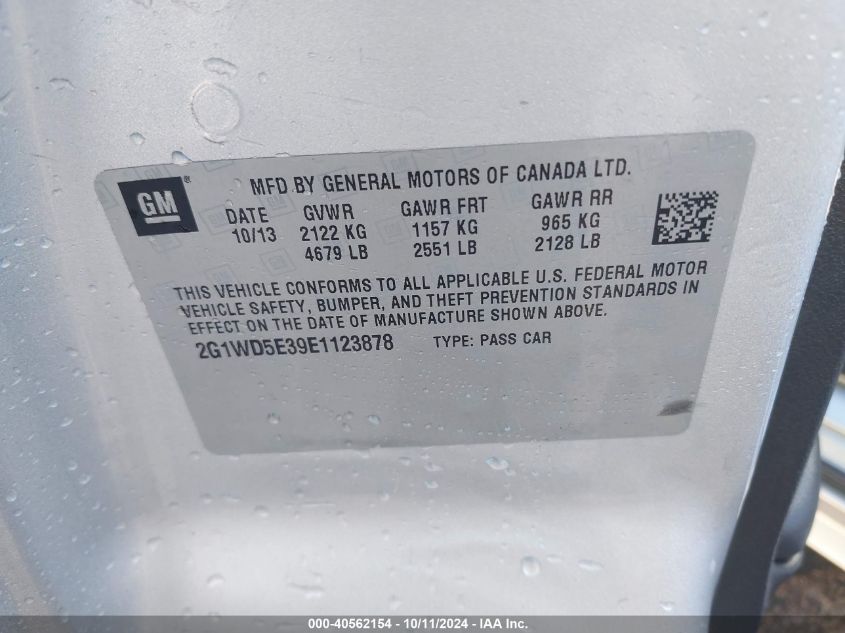 GM ®
MFD BY GENERAL MOTORS OF CANADA LTD.
DATE GVWR GAWR FRT GAWR RR
10/13 2122 KG 1157 KG 965 KG
4679 LB 2551 LB 2128 LB
THIS VEHICLE CONFORMS TO ALL APPLICABLE U.S. FEDERAL MOTOR
VEHICLE SAFETY, BUMPER, AND THEFT PREVENTION STANDARDS IN
EFFECT ON THE DATE OF MANUFACTURE SHOWN ABOVE.
2G1WD5E39E1123878 TYPE: PASS CAR
000-40562154 - 10/11/2024 - IAA Inc.